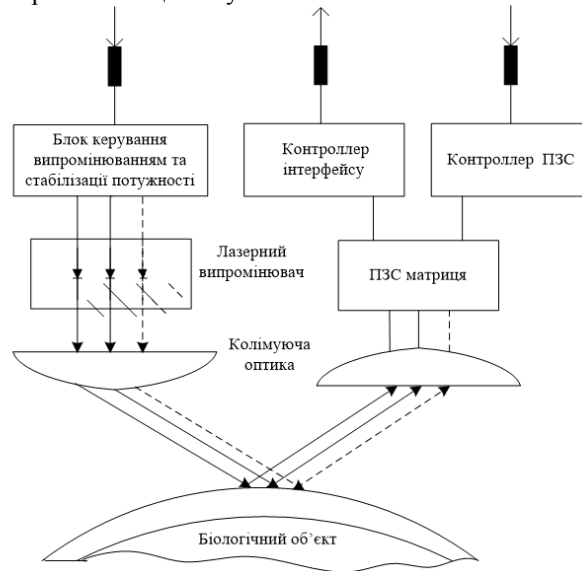 Блок керування
випромінюванням та
стабілізації потужності
Контроллер
інтерфейсу
Контроллер ПЗС
Лазерний
випромінювач
ПЗС матриця
Колімуюча
оптика
Біологічний об’єкт